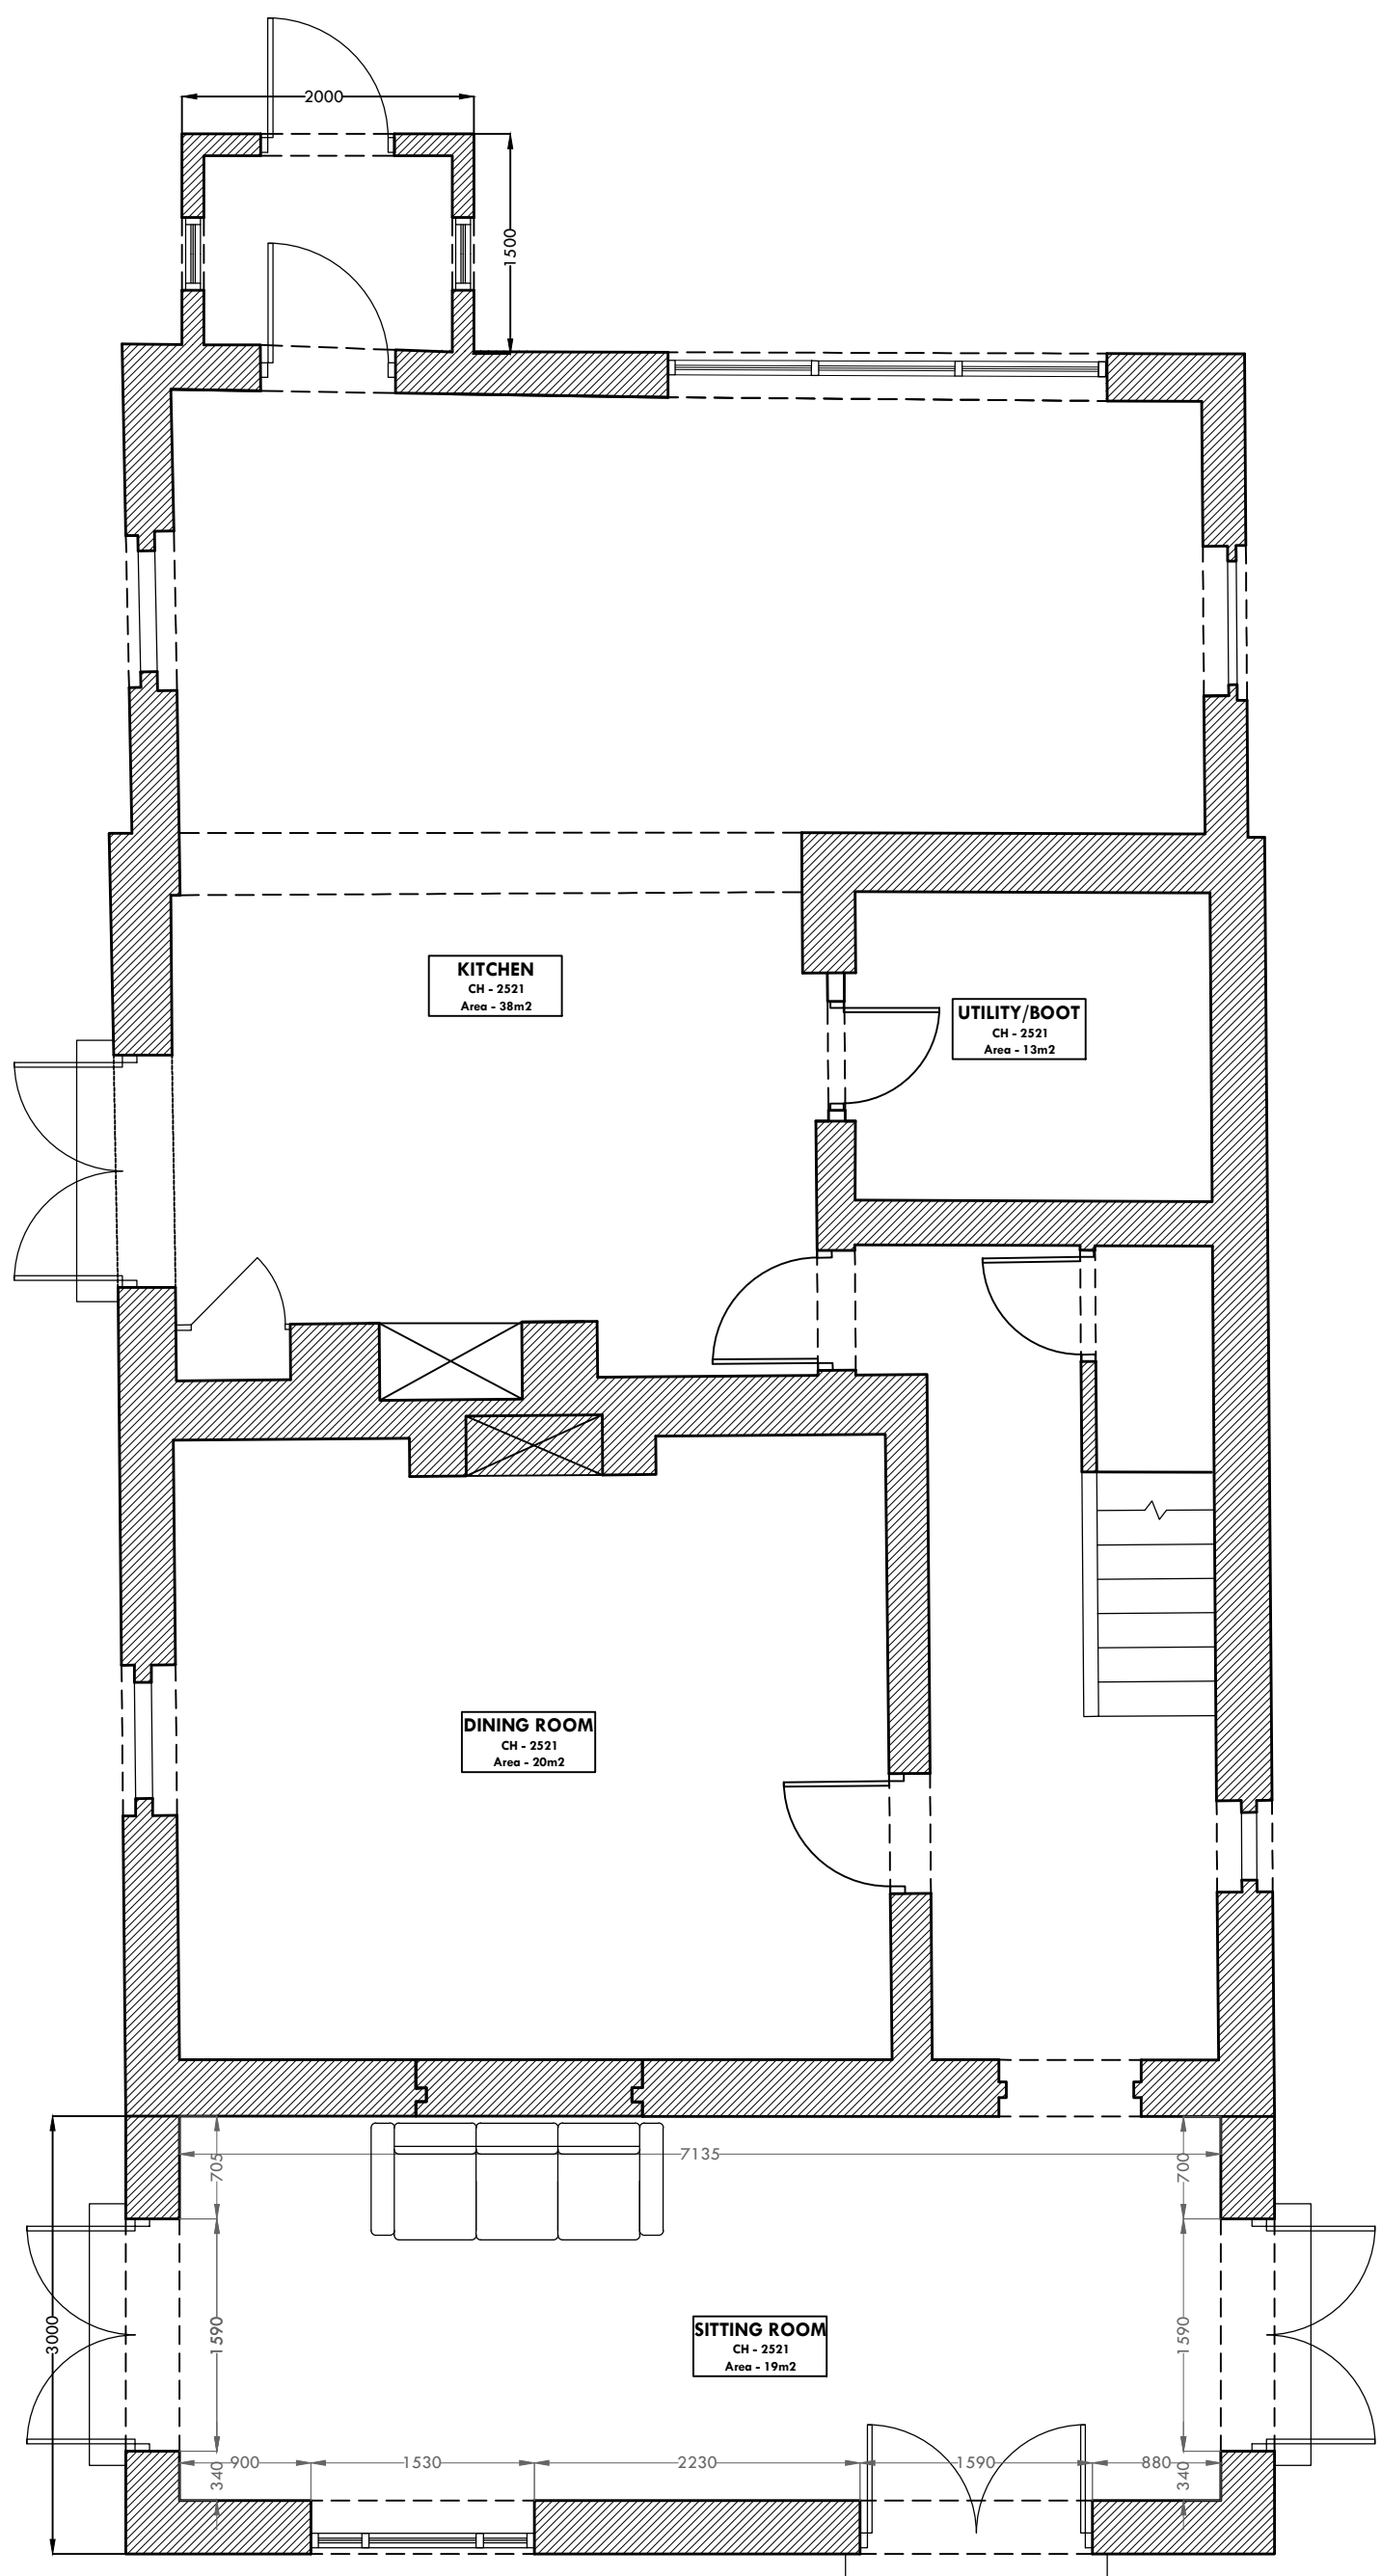 2000
1500
KITCHEN
CH - 2521
Area - 38m2
UTILITY/BOOT
CH - 2521
Area - 13m2
DINING ROOM
CH - 2521
Area - 20m2
7135
705
700
3000
1590
1590
SITTING ROOM
CH - 2521
Area - 19m2
900
1530
2230
1590
880
340
340